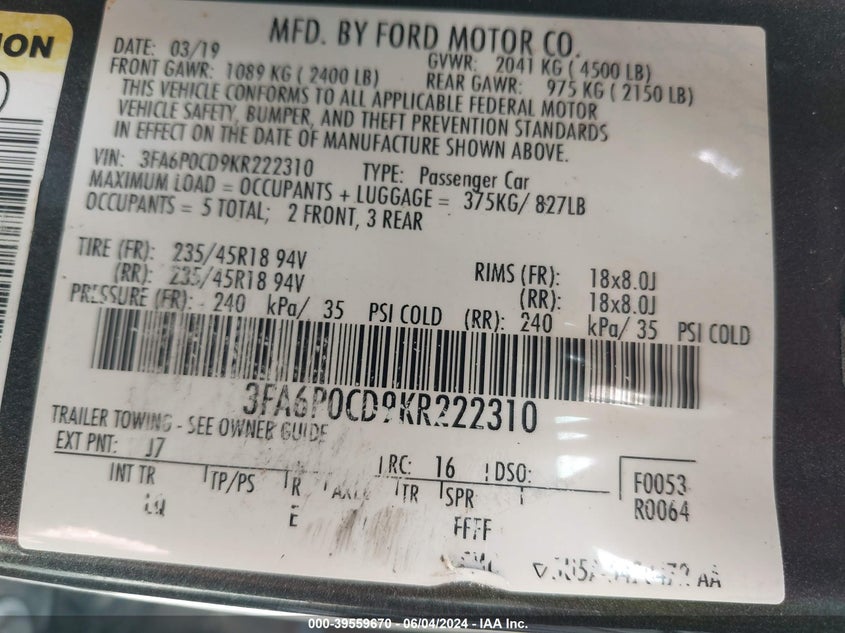 ION
MFD. BY FORD MOTOR CO.
DATE: 03/19 GVWR: 2041 KG ( 4500 LB)
FRONT GAWR: 1089 KG ( 2400 LB) REAR GAWR: 975 KG ( 2150 LB)
THIS VEHICLE CONFORMS TO ALL APPLICABLE FEDERAL MOTOR
VEHICLE SAFETY, BUMPER, AND THEFT PREVENTION STANDARDS
IN EFFECT ON THE DATE OF MANUFACTURE SHOWN ABOVE.
VIN: 3FA6P0CD9KR222310 TYPE: Passenger Car
MAXIMUM LOAD = OCCUPANTS + LUGGAGE = 375KG/ 827LB
OCCUPANTS = 5 TOTAL; 2 FRONT, 3 REAR
TIRE (FR): 235/45R18 94V RIMS (FR): 18x8.0J
(RR): 235/45R18 94V (RR): 18x8.0J
PRESSURE (FR): 240 kPa/ 35 PSI COLD (RR): 240 kPa/ 35 PSI COLD
3FA6P0CD9KR222310
TRAILER TOWING - SEE OWNER GUIDE
EXT PNT: J7 RC: 16 DSO: F0053
INT TR TP/PS R AXLE TR SPR R0064
LQ E FFFF
000-39559670 - 06/04/2024 - IAA Inc.